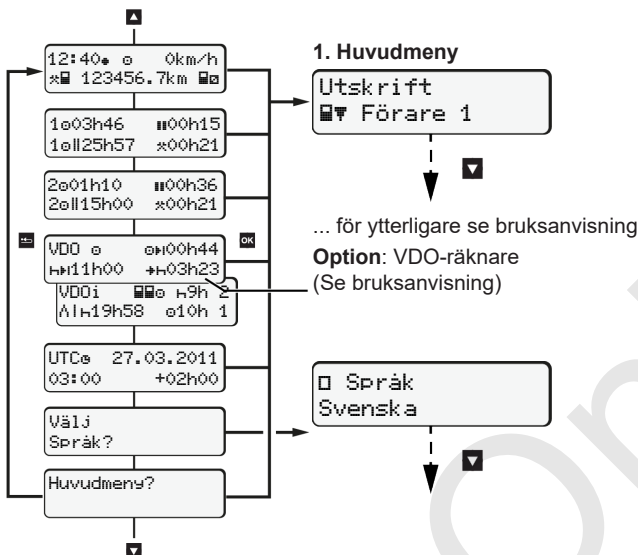 12:40● ⊙ 0km/h
123456.7km
1⊙03h46 ॥00h15
1⊙॥25h57 00h21
2⊙01h10 ॥00h36
2⊙॥15h00 00h21
VDO ⊙ ⊙00h44
11h00 03h23
VDOi ⊙ 9h 2
19h58 ⊙10h 1
UTC 27.03.2011
03:00 +02h00
Välj
Språk?
Huvudmeny?
OK
1. Huvudmeny
Utskrift
Förare 1
... för ytterligare se bruksanvisning
Option: VDO-räknare
(Se bruksanvisning)
Språk
Svenska